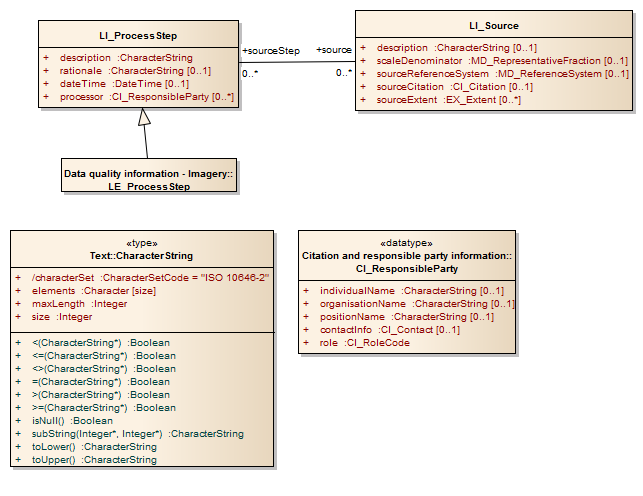 LI_ProcessStep
+ description :CharacterString
+ rationale :CharacterString [0..1]
+ dateTime :DateTime [0..1]
+ processor :CI_ResponsibleParty [0..*]
+sourceStep
0..*
+source
0..*
LI_Source
+ description :CharacterString [0..1]
+ scaleDenominator :MD_RepresentativeFraction [0..1]
+ sourceReferenceSystem :MD_ReferenceSystem [0..1]
+ sourceCitation :CI_Citation [0..1]
+ sourceExtent :EX_Extent [0..*]
Data quality information - Imagery::
LE_ProcessStep
«type»
Text::CharacterString
+ /characterSet :CharacterSetCode = "ISO 10646-2"
+ elements :Character [size]
+ maxLength :Integer
+ size :Integer
+ <(CharacterString*) :Boolean
+ <=(CharacterString*) :Boolean
+ <>(CharacterString*) :Boolean
+ =(CharacterString*) :Boolean
+ >(CharacterString*) :Boolean
+ >=(CharacterString*) :Boolean
+ isNull() :Boolean
+ subString(Integer*, Integer*) :CharacterString
+ toLower() :CharacterString
+ toUpper() :CharacterString
«datatype»
Citation and responsible party information::
CI_ResponsibleParty
+ individualName :CharacterString [0..1]
+ organisationName :CharacterString [0..1]
+ positionName :CharacterString [0..1]
+ contactInfo :CI_Contact [0..1]
+ role :CI_RoleCode